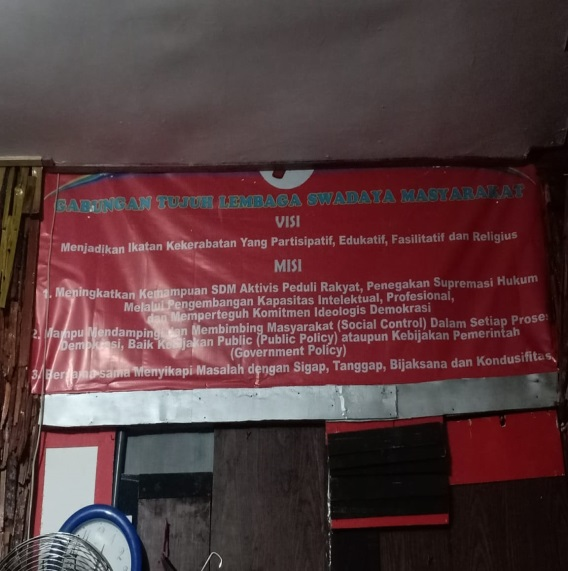 GABUNGAN TUJUH LEMBAGA SWADAYA MASYARAKAT
VISI
Menjadikan Ikatan Kekerabatan Yang Partisipatif, Edukatif, Fasilitatif dan Religius
MISI
1. Meningkatkan Kemampuan SDM Aktivis Peduli Rakyat, Penegakan Supremasi Hukum
Melalui Pengembangan Kapasitas Intelektual, Profesional,
dan Memperteguh Komitmen Ideologis Demokrasi
2. Mampu Mendampingi dan Membimbing Masyarakat (Social Control) Dalam Setiap Proses
Demokrasi, Baik Kebijakan Public (Public Policy) ataupun Kebijakan Pemerintah
(Government Policy)
3. Bersama-sama Menyikapi Masalah dengan Sigap, Tanggap, Bijaksana dan Kondusifitas